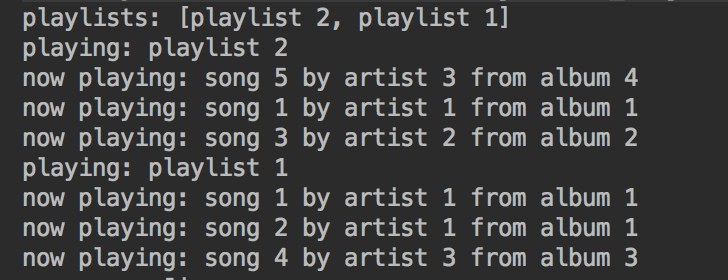 playlists: [playlist 2, playlist 1]
playing: playlist 2
now playing: song 5 by artist 3 from album 4
now playing: song 1 by artist 1 from album 1
now playing: song 3 by artist 2 from album 2
playing: playlist 1
now playing: song 1 by artist 1 from album 1
now playing: song 2 by artist 1 from album 1
now playing: song 4 by artist 3 from album 3